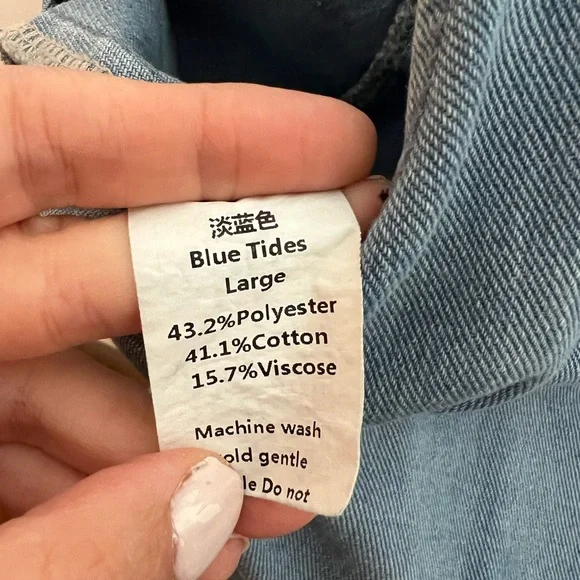 淡蓝色
Blue Tides
Large
43.2%Polyester
41.1%Cotton
15.7%Viscose
Machine wash
gentle
Do not